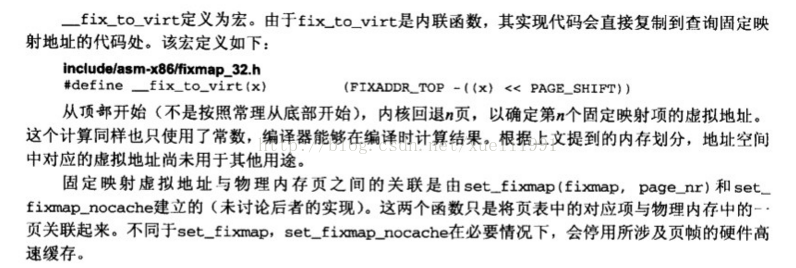 __fix_to_virt定义为宏。由于fix_to_virt是内联函数，其实现代码会直接复制到查询固定映
射地址的代码处。该宏定义如下：
include/asm-x86/fixmap_32.h
#define __fix_to_virt(x) (FIXADDR_TOP -((x) << PAGE_SHIFT))
从顶部开始（不是按照常理从底部开始），内核回退n页，以确定第n个固定映射项的虚拟地址。
这个计算同样也只使用了常数，编译器能够在编译时计算结果。根据上文提到的内存划分，地址空间
中对应的虚拟地址尚未用于其他用途。
固定映射虚拟地址与物理内存页之间的关联是由set_fixmap(fixmap, page_nr)和set_
fixmap_nocache建立的（未讨论后者的实现）。这两个函数只是将页表中的对应项与物理内存中的一
页关联起来。不同于set_fixmap，set_fixmap_nocache在必要情况下，会停用所涉及页帧的硬件高
速缓存。